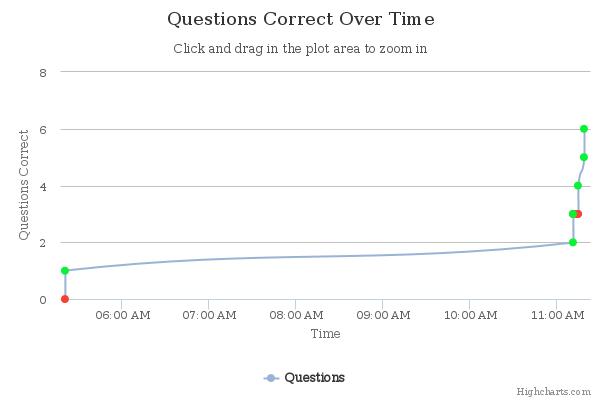 Questions Correct Over Time
Click and drag in the plot area to zoom in
Questions Correct
8
6
4
2
0
06:00 AM 07:00 AM 08:00 AM 09:00 AM 10:00 AM 11:00 AM
Time
Questions
Highcharts.com